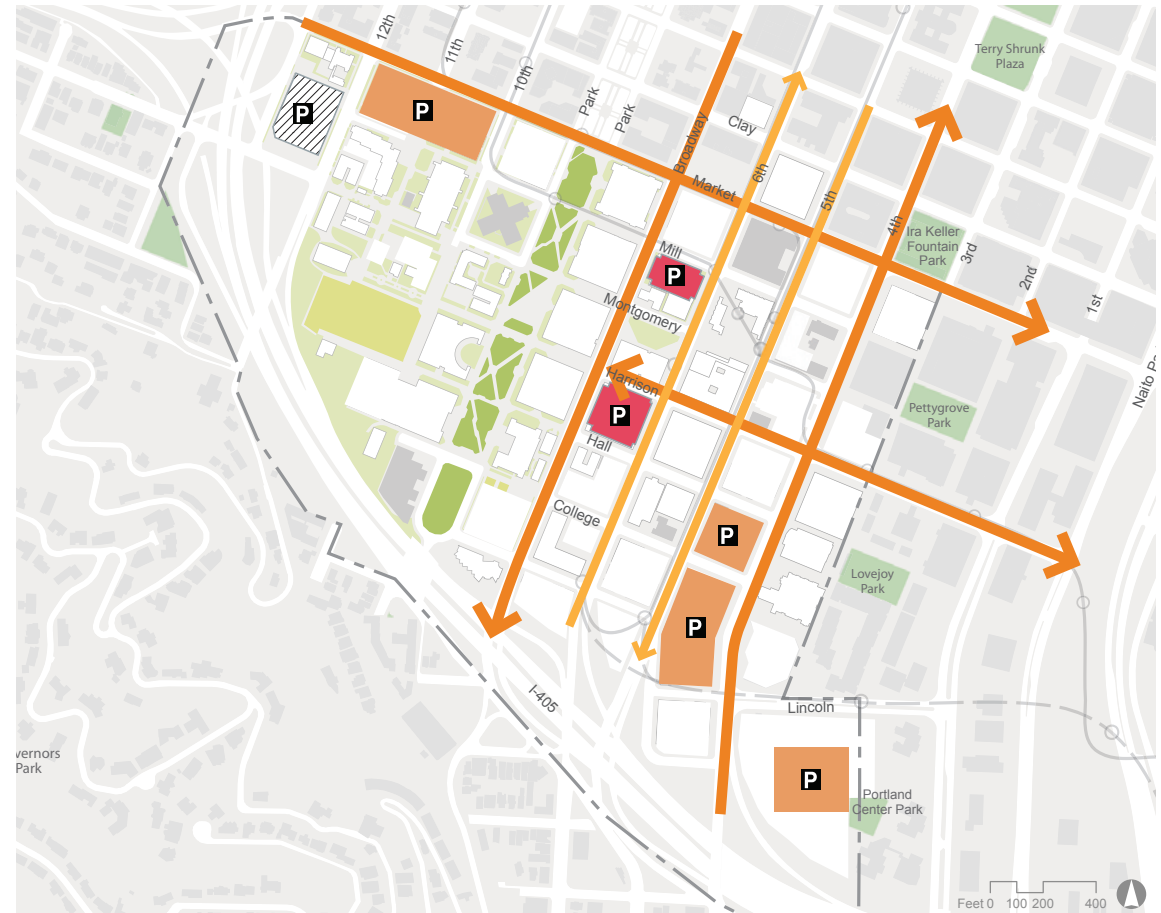 12th
11th
10th
Park
Park
Broadway
Clay
Market
6th
5th
4th
3rd
2nd
1st
Terry Shrunk
Plaza
Ira Keller
Fountain
Park
P
P
Mill
P
Montgomery
Harrison
P
Hall
Pettygrove
Park
College
P
Lovejoy
Park
P
I-405
Lincoln
P
Portland
Center Park
vernors
Park
Feet 0 100 200 400